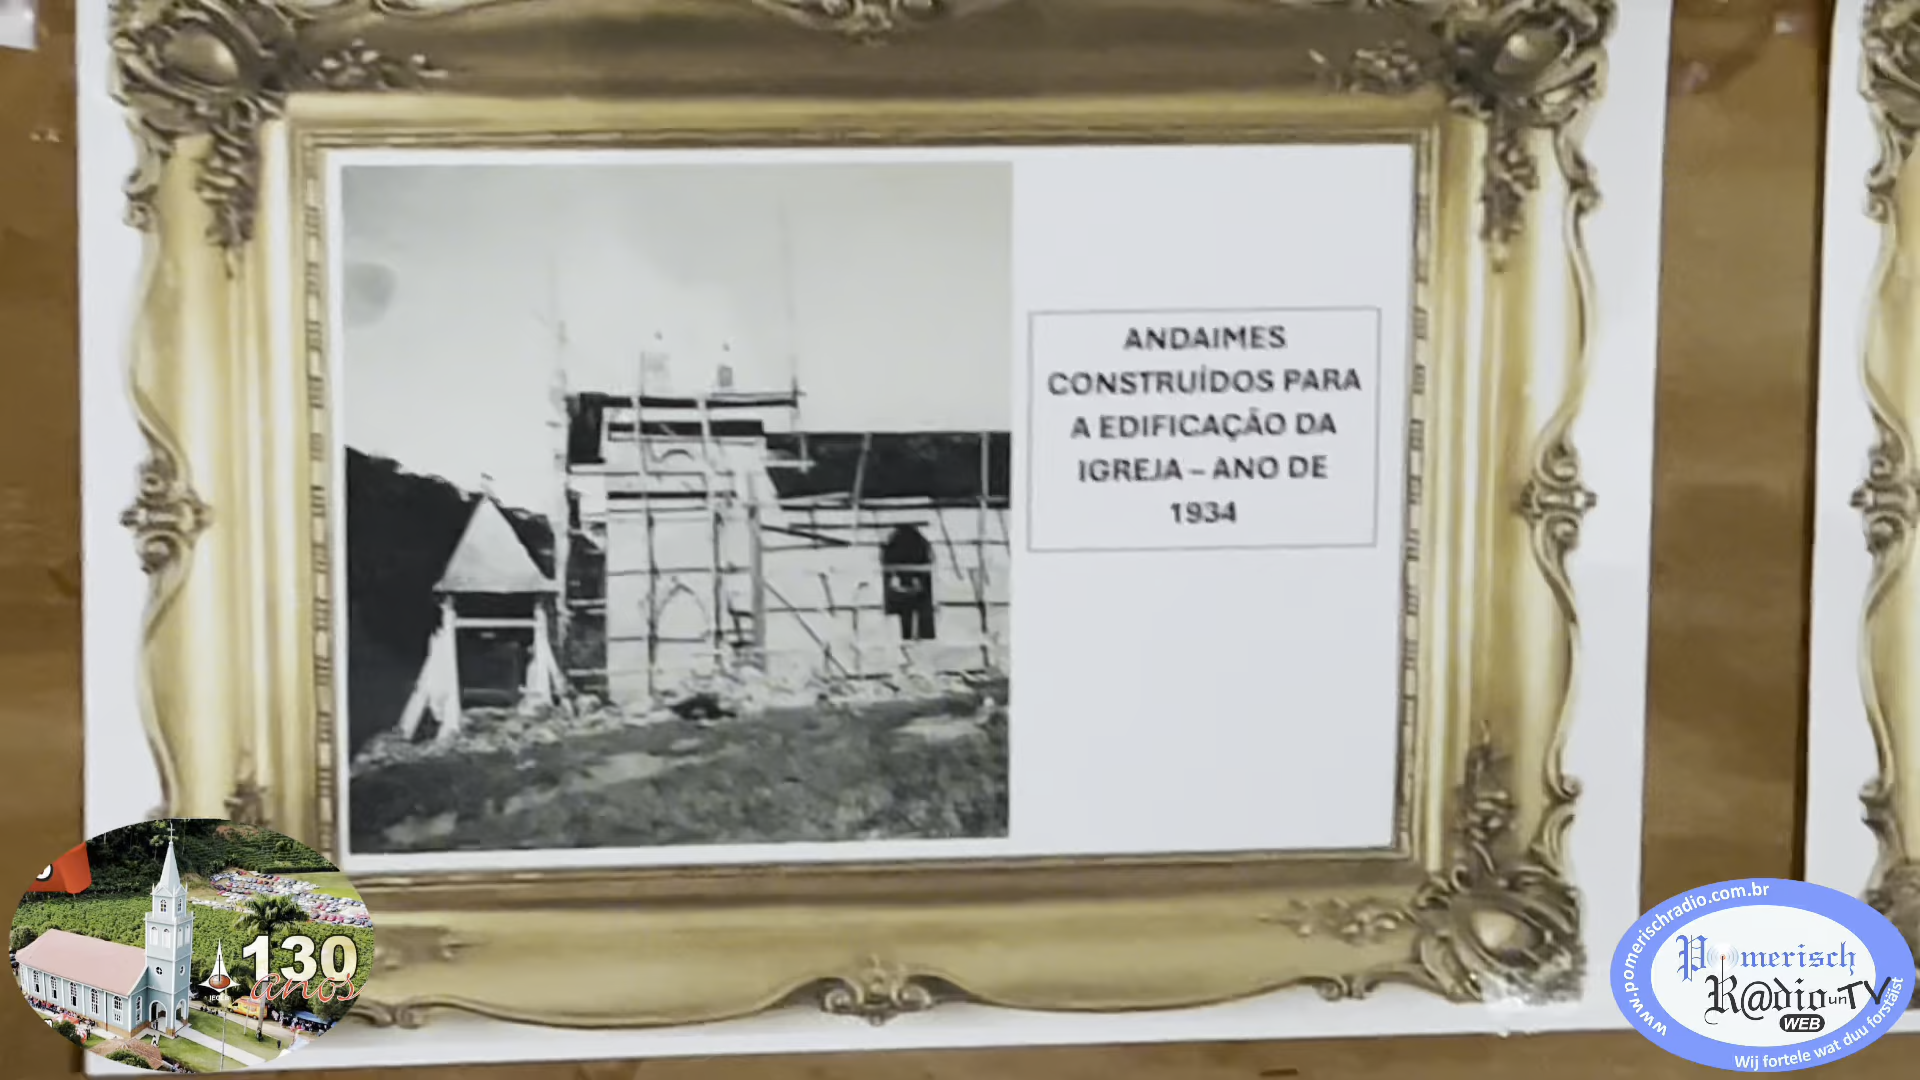 ANDAIMES
CONSTRUÍDOS PARA
A EDIFICAÇÃO DA
IGREJA – ANO DE
1934
130
anos
www.pomerischradio.com.br
Pomerisch
R@dio un TV
WEB
Wij fortele wat duu forstäist